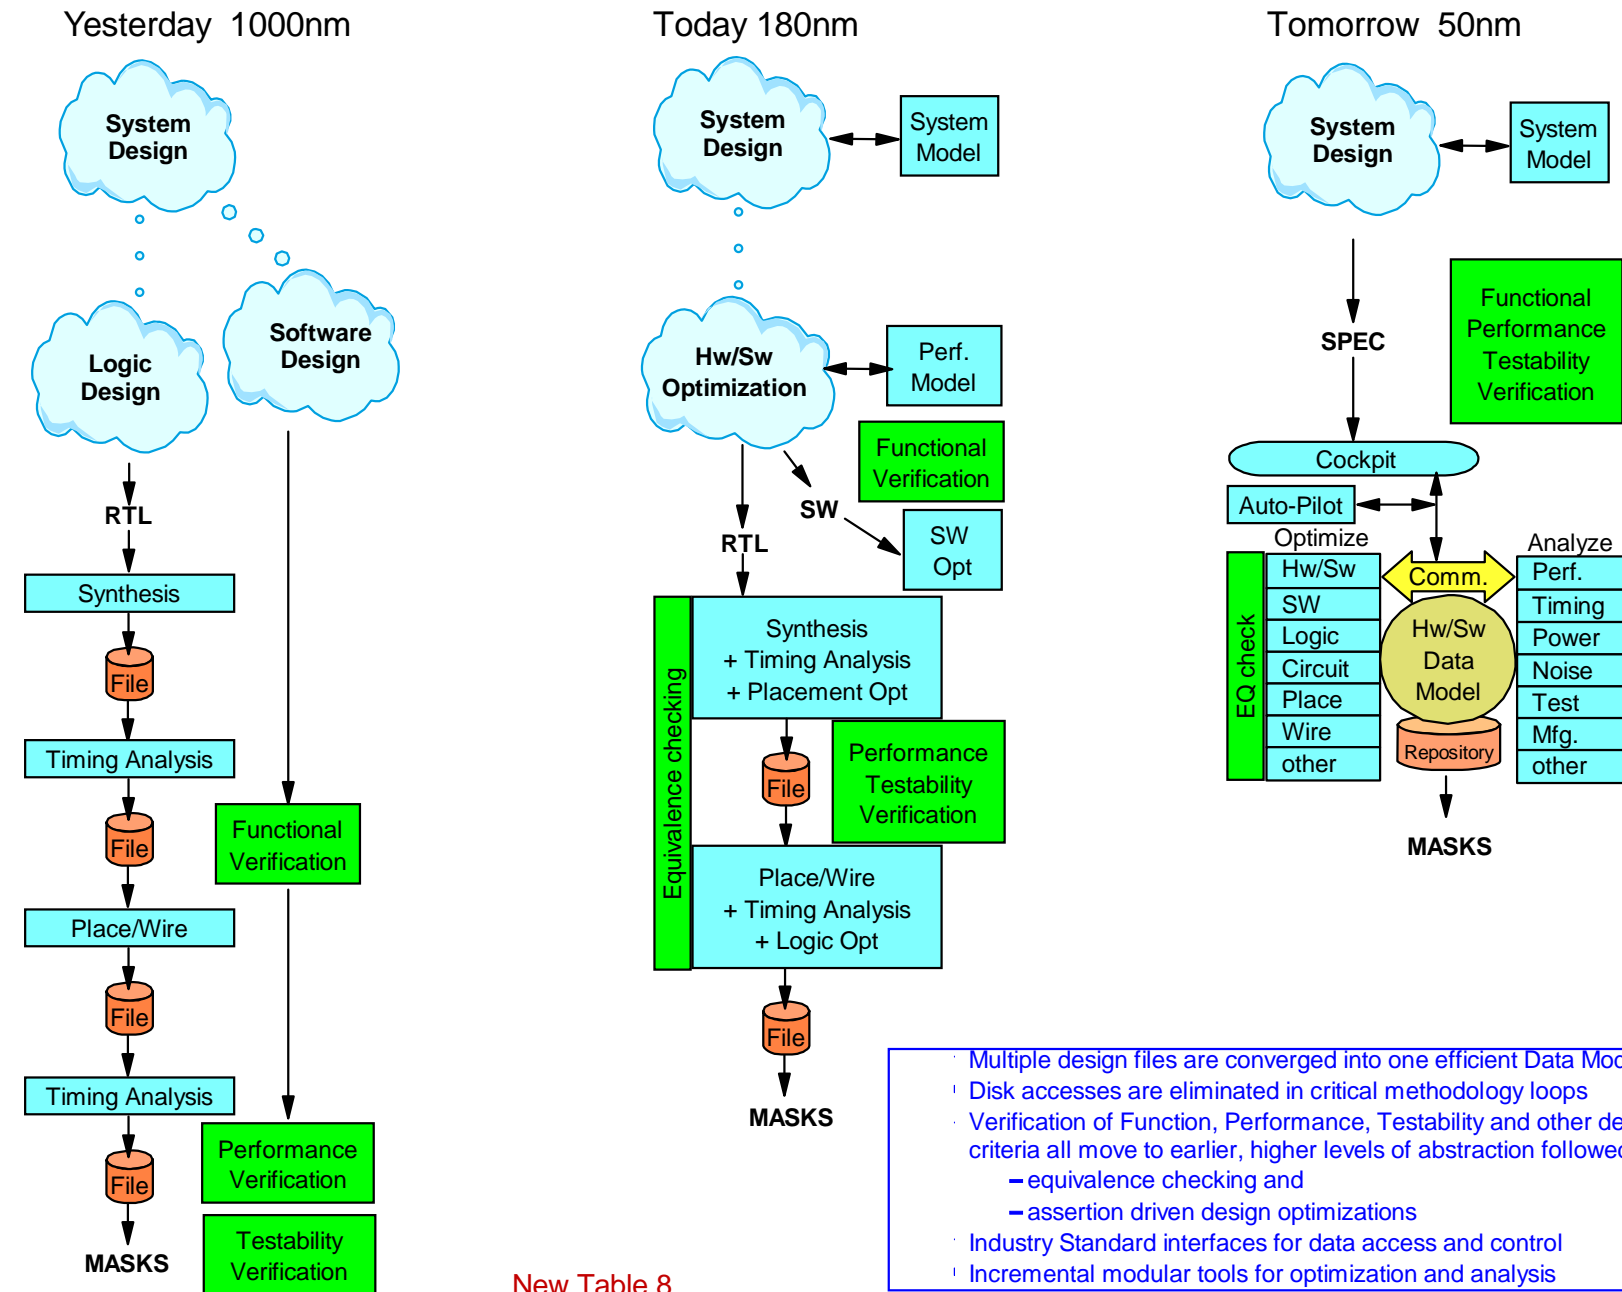 Yesterday 1000nm
System
Design
Logic
Design
Software
Design
RTL
Synthesis
File
Timing Analysis
File
Functional
Verification
Place/Wire
File
Timing Analysis
File
Performance
Verification
Testability
Verification
MASKS
Today 180nm
System
Design
System
Model
Hw/Sw
Optimization
Perf.
Model
Functional
Verification
SW
RTL
SW
Opt
Equivalence checking
Synthesis
+ Timing Analysis
+ Placement Opt
File
Performance
Testability
Verification
Place/Wire
+ Timing Analysis
+ Logic Opt
File
MASKS
Tomorrow 50nm
System
Design
System
Model
SPEC
Functional
Performance
Testability
Verification
Cockpit
Auto-Pilot
Optimize
Analyze
EQ check
Hw/Sw
SW
Logic
Circuit
Place
Wire
other
Comm.
Hw/Sw
Data
Model
Repository
Perf.
Timing
Power
Noise
Test
Mfg.
other
MASKS
Multiple design files are converged into one efficient Data
Disk accesses are eliminated in critical methodology loops
Verification of Function, Performance, Testability and other
criteria all move to earlier, higher levels of abstraction followed
– equivalence checking and
– assertion driven design optimizations
Industry Standard interfaces for data access and control
Incremental modular tools for optimization and analysis
New Table 8